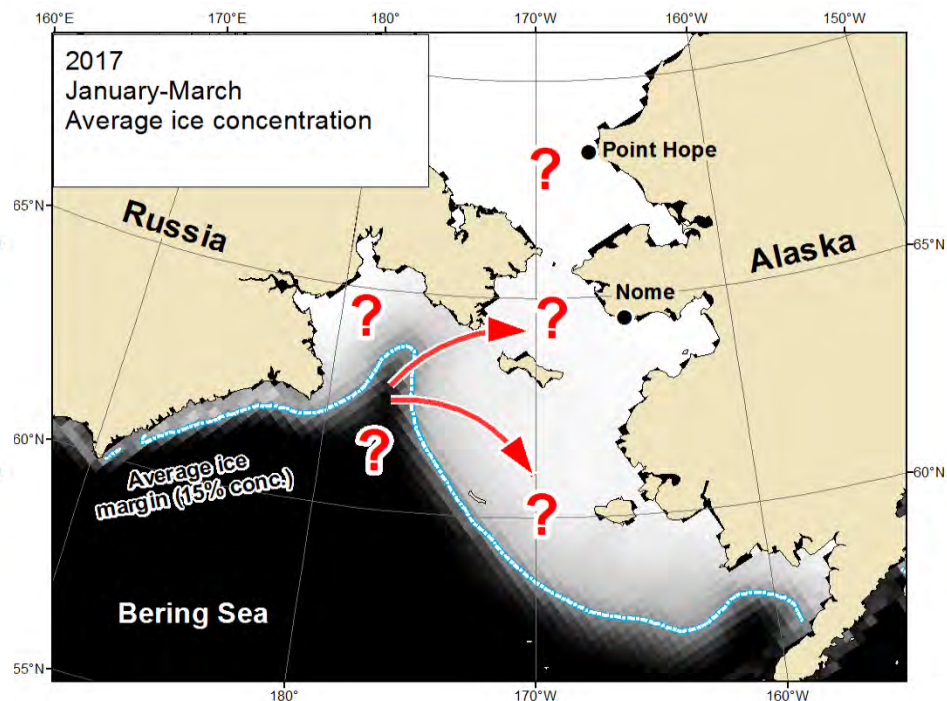 160°E
170°E
180°
170°W
160°W
150°W
2017
January-March
Average ice concentration
?
Point Hope
65°N
Russia
Alaska
65°N
Nome
?
?
60°N
?
60°N
Average ice
margin (15% conc.)
?
Bering Sea
55°N
180°
170°W
160°W